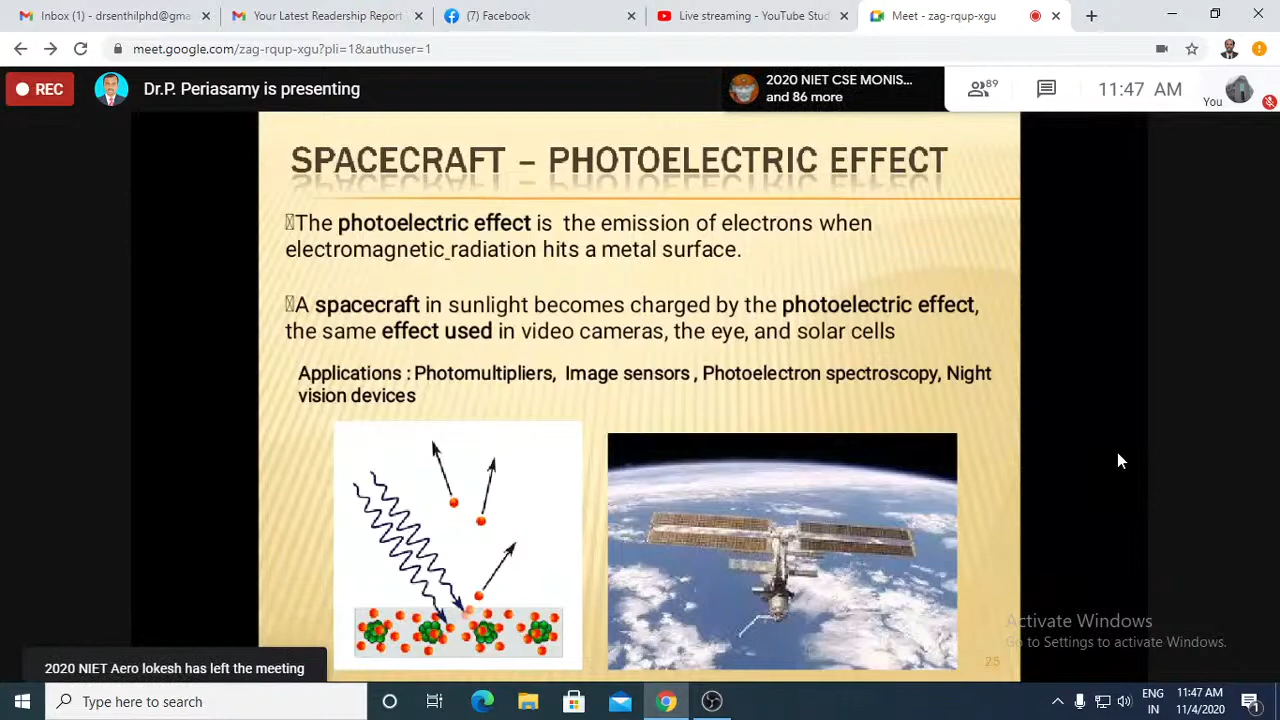 Inbox (1) - drsenthilphd@gma
Your Latest Readership Report
(7) Facebook
Live streaming - YouTube Stud
Meet - zag-rqup-xgu
meet.google.com/zag-rqup-xgu?pli=1&authuser=1
REC
Dr.P. Periasamy is presenting
2020 NIET CSE MONIS...
and 86 more
89
11:47 AM
You
SPACECRAFT – PHOTOELECTRIC EFFECT
The photoelectric effect is the emission of electrons when
electromagnetic radiation hits a metal surface.
A spacecraft in sunlight becomes charged by the photoelectric effect,
the same effect used in video cameras, the eye, and solar cells
Applications : Photomultipliers, Image sensors , Photoelectron spectroscopy, Night
vision devices
Activate Windows
Go to Settings to activate Windows.
25
2020 NIET Aero lokesh has left the meeting
Type here to search
ENG
IN
11:47 AM
11/4/2020
1